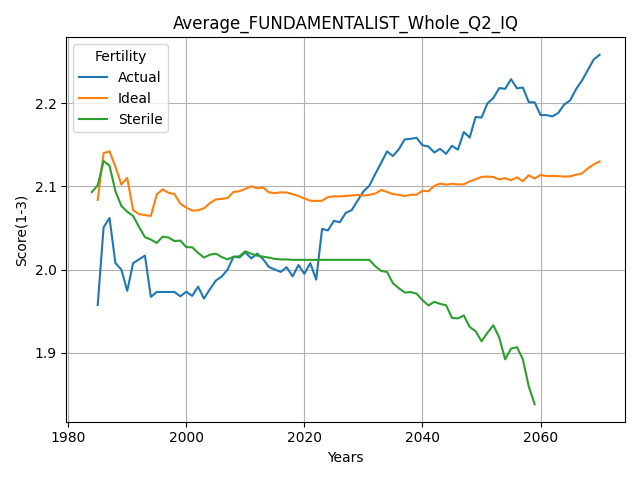 Average_FUNDAMENTALIST_Whole_Q2_IQ
Fertility
Actual
Ideal
Sterile
Score(1-3)
2.2
2.1
2.0
1.9
1980
2000
2020
2040
2060
Years